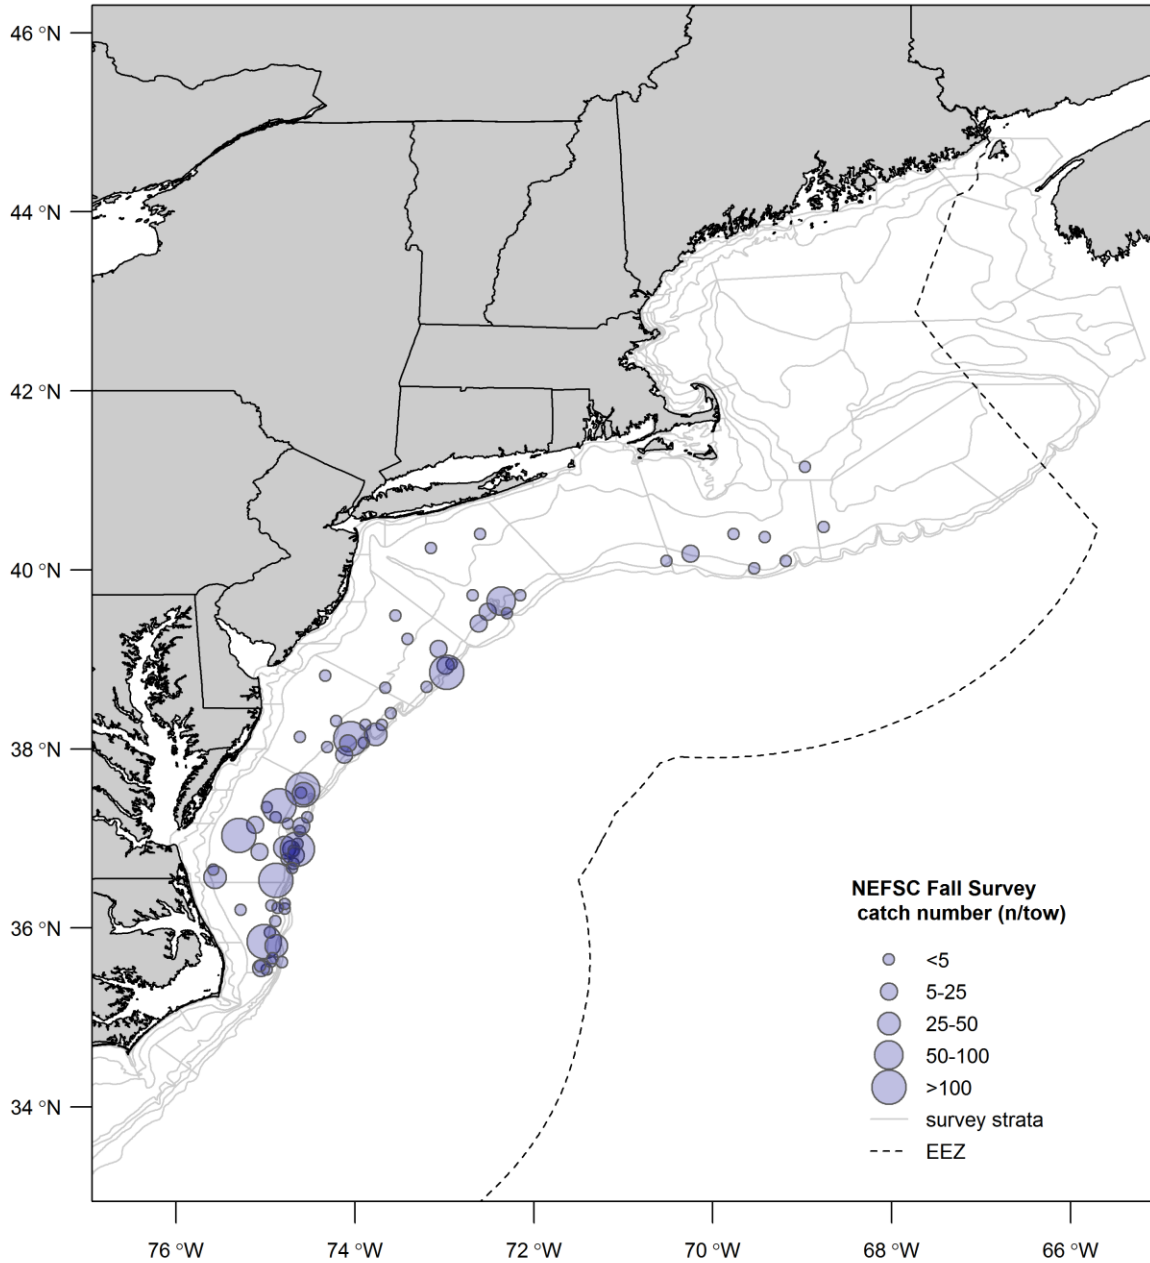 46 °N
44 °N
42 °N
40 °N
38 °N
36 °N
34 °N
NEFSC Fall Survey
catch number (n/tow)
<5
5-25
25-50
50-100
>100
survey strata
EEZ
76 °W
74 °W
72 °W
70 °W
68 °W
66 °W